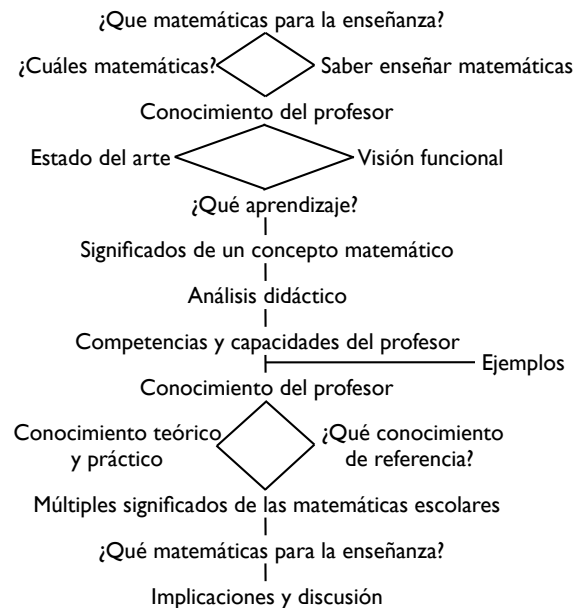 ¿Que matemáticas para la enseñanza?
¿Cuáles matemáticas?
Saber enseñar matemáticas
Conocimiento del profesor
Estado del arte
Visión funcional
¿Qué aprendizaje?
Significados de un concepto matemático
Análisis didáctico
Competencias y capacidades del profesor
Ejemplos
Conocimiento del profesor
Conocimiento teórico
y práctico
¿Qué conocimiento
de referencia?
Múltiples significados de las matemáticas escolares
¿Qué matemáticas para la enseñanza?
Implicaciones y discusión